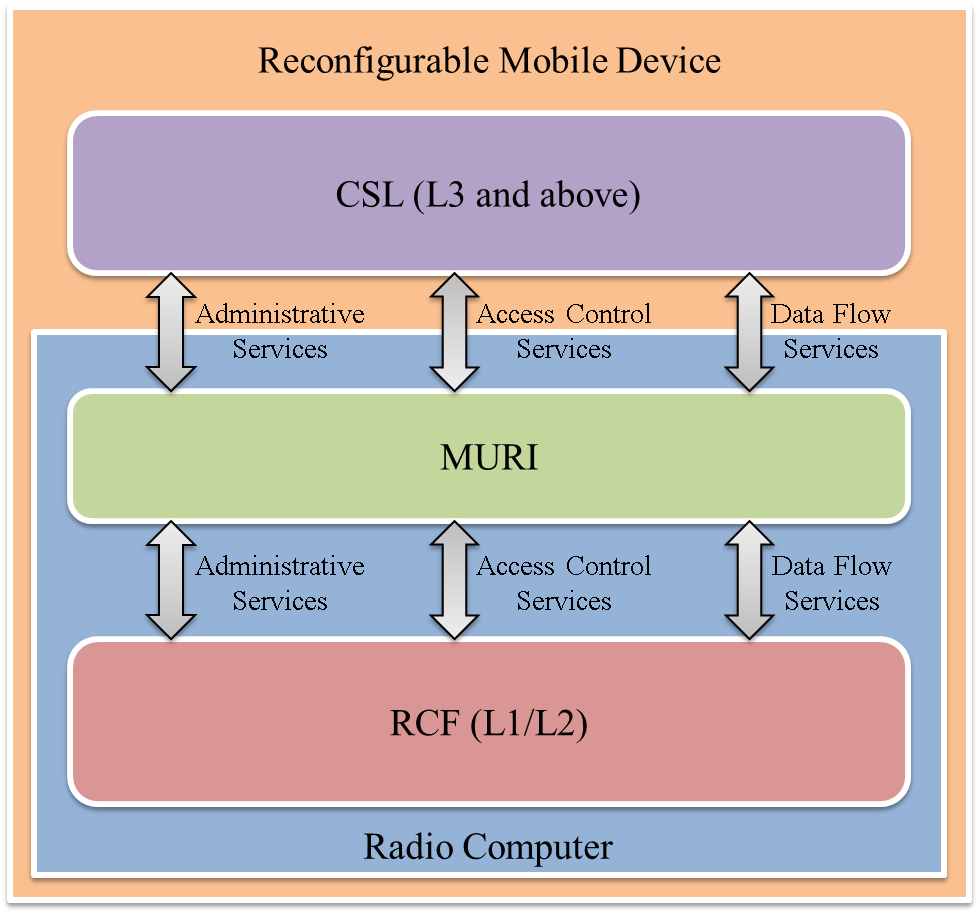 Reconfigurable Mobile Device
CSL (L3 and above)
Administrative
Services
Access Control
Services
Data Flow
Services
MURI
Administrative
Services
Access Control
Services
Data Flow
Services
RCF (L1/L2)
Radio Computer